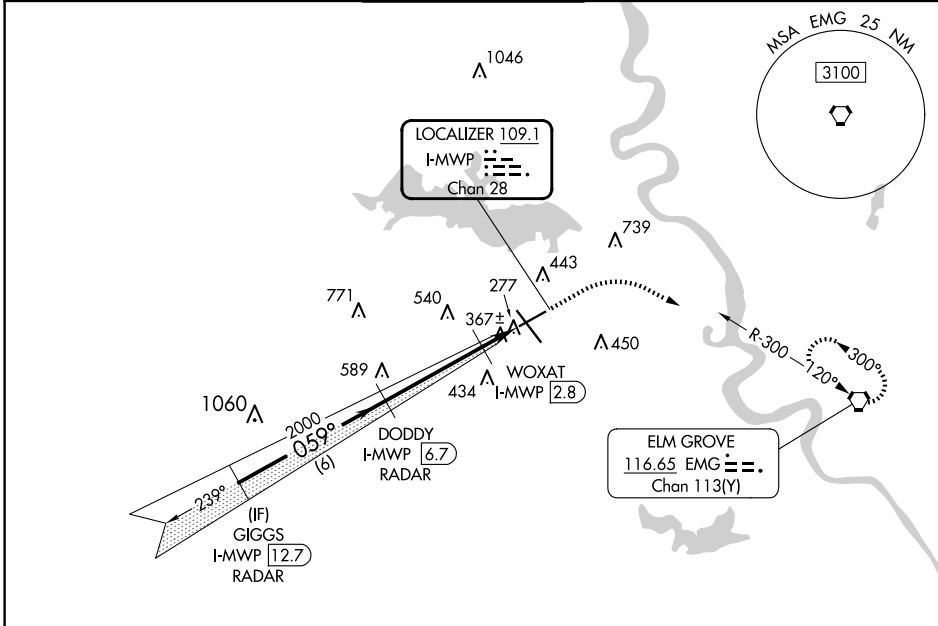 MSA EMG 25 NM
3100
1046
LOCALIZER 109.1
I-MWP
Chan 28
739
443
277
771
540
367±
450
589
434
WOXAT
I-MWP 2.8
R-300
120°
300°
1060
2000
059°
(6)
DODDY
I-MWP 6.7
RADAR
239°
(IF)
GIGGS
I-MWP 12.7
RADAR
ELM GROVE
116.65 EMG
Chan 113(Y)